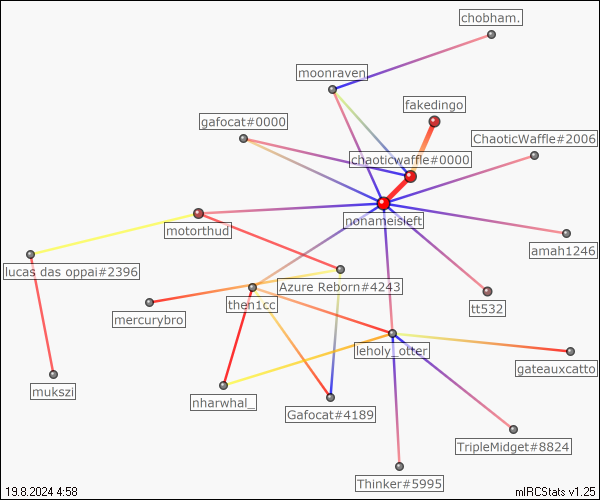 chobham.
moonraven
fakedingo
gafocat#0000
ChaoticWaffle#2006
chaoticwaffle#0000
nonameisleft
motorthud
amah1246
lucas das oppai#2396
Azure Reborn#4243
then1cc
tt532
mercurybro
leholy_otter
gateauxcatto
mukszi
nharwhal_
Gafocat#4189
TripleMidget#8824
Thinker#5995
19.8.2024 4:58
mIRCStats v1.25